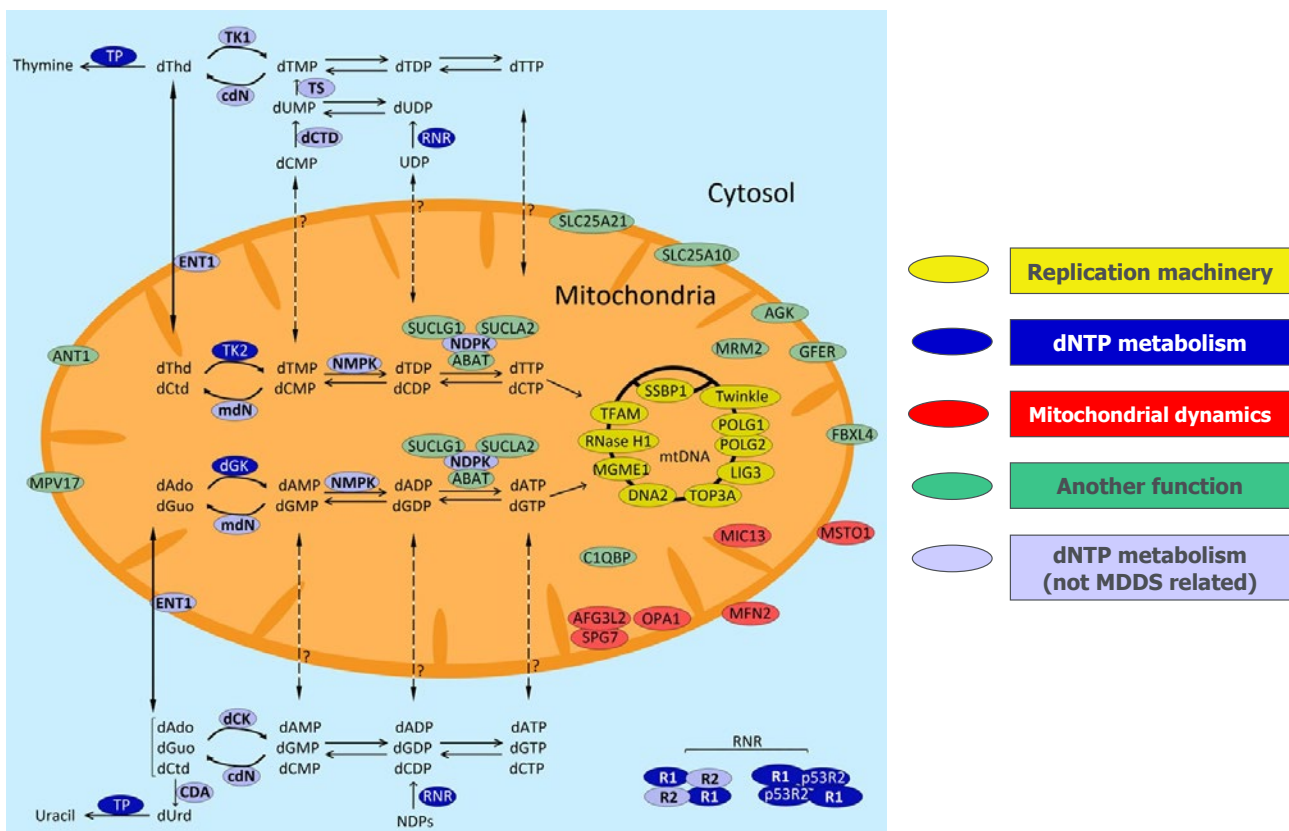 TK1
Thymine TP dThd dTMP dTDP dTTP
cdN TS
dUMP dUDP
dCTD RNR
dCMP UDP
Cytosol
? ? ?
SLC25A21
SLC25A10
ENT1
Mitochondria
AGK
SUCLG1 SUCLA2
NDPK
ANT1 TK2 NMPK ABAT MRM2 GFER
dThd dTMP dTDP dTTP
dCtd dCMP dCDP dCTP
mdN
SSBP1 Twinkle
TFAM
POLG1
RNase H1 mtDNA POLG2
FBXL4
SUCLG1 SUCLA2
NDPK
MGME1 LIG3
dGK NMPK ABAT
MPV17 dAdo dAMP dADP dATP
DNA2 TOP3A
dGuo dGMP dGDP dGTP
mdN
MIC13 MSTO1
C1QBP
ENT1
AFG3L2 OPA1 MFN2
SPG7
? ? ?
dCK
dAdo dAMP dADP dATP
dGuo dGMP dGDP dGTP
dCtd dCMP dCDP dCTP
cdN
CDA
Uracil TP dUrd
RNR
NDPs
RNR
R1 R2 R1 p53R2
R2 R1 p53R2 R1
Replication machinery
dNTP metabolism
Mitochondrial dynamics
Another function
dNTP metabolism
(not MDDS related)